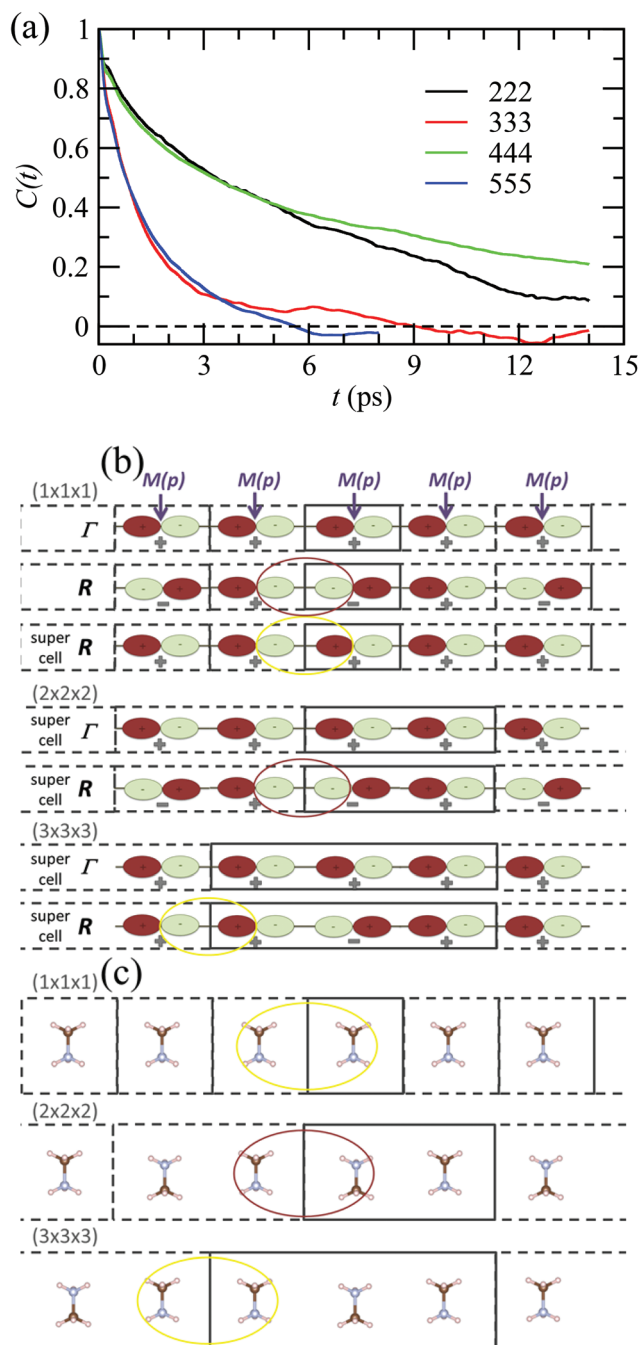 (a)
1
0.8
0.6
0.4
0.2
0
C(t)
222
333
444
555
0 3 6 9 12 15
t (ps)
(b)
M(p) M(p) M(p) M(p) M(p)
(1x1x1)
Γ + - + - + - + - + -
+ + + + +
R - + + - - + + - - +
− + − + −
super cell R + - + - + - + - + -
+ + + + +
(2x2x2)
super cell Γ + - + - + - + - + -
+ + + + +
super cell R - + + - - + + - - +
− + − + −
(3x3x3)
super cell Γ + - + - + - + - + -
+ + + + +
super cell R + - + - - + + - + -
+ + − + +
(c)
(1x1x1)
(2x2x2)
(3x3x3)